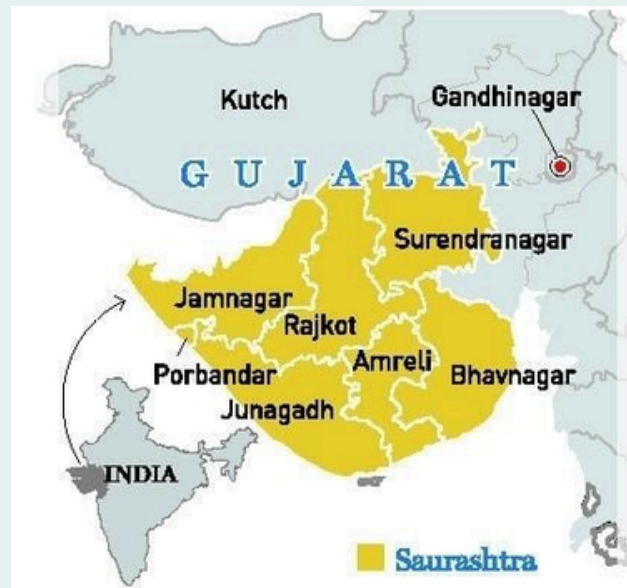 Kutch
Gandhinagar
GUJARAT
Surendranagar
Jamnagar
Rajkot
Porbandar
Amreli
Bhavnagar
Junagadh
INDIA
Saurashtra